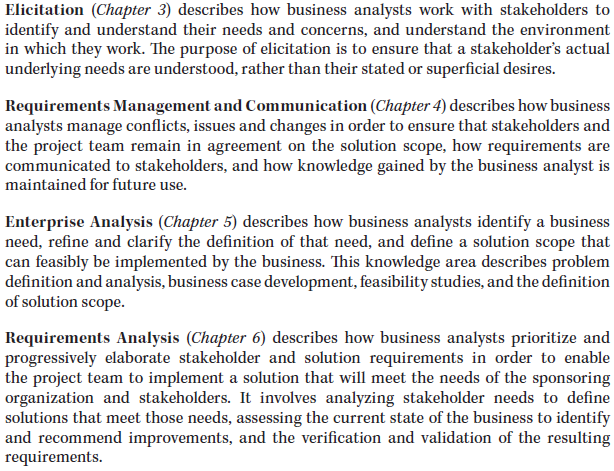 Elicitation (Chapter 3) describes how business analysts work with stakeholders to
identify and understand their needs and concerns, and understand the environment
in which they work. The purpose of elicitation is to ensure that a stakeholder’s actual
underlying needs are understood, rather than their stated or superficial desires.
Requirements Management and Communication (Chapter 4) describes how business
analysts manage conflicts, issues and changes in order to ensure that stakeholders and
the project team remain in agreement on the solution scope, how requirements are
communicated to stakeholders, and how knowledge gained by the business analyst is
maintained for future use.
Enterprise Analysis (Chapter 5) describes how business analysts identify a business
need, refine and clarify the definition of that need, and define a solution scope that
can feasibly be implemented by the business. This knowledge area describes problem
definition and analysis, business case development, feasibility studies, and the definition
of solution scope.
Requirements Analysis (Chapter 6) describes how business analysts prioritize and
progressively elaborate stakeholder and solution requirements in order to enable
the project team to implement a solution that will meet the needs of the sponsoring
organization and stakeholders. It involves analyzing stakeholder needs to define
solutions that meet those needs, assessing the current state of the business to identify
and recommend improvements, and the verification and validation of the resulting
requirements.